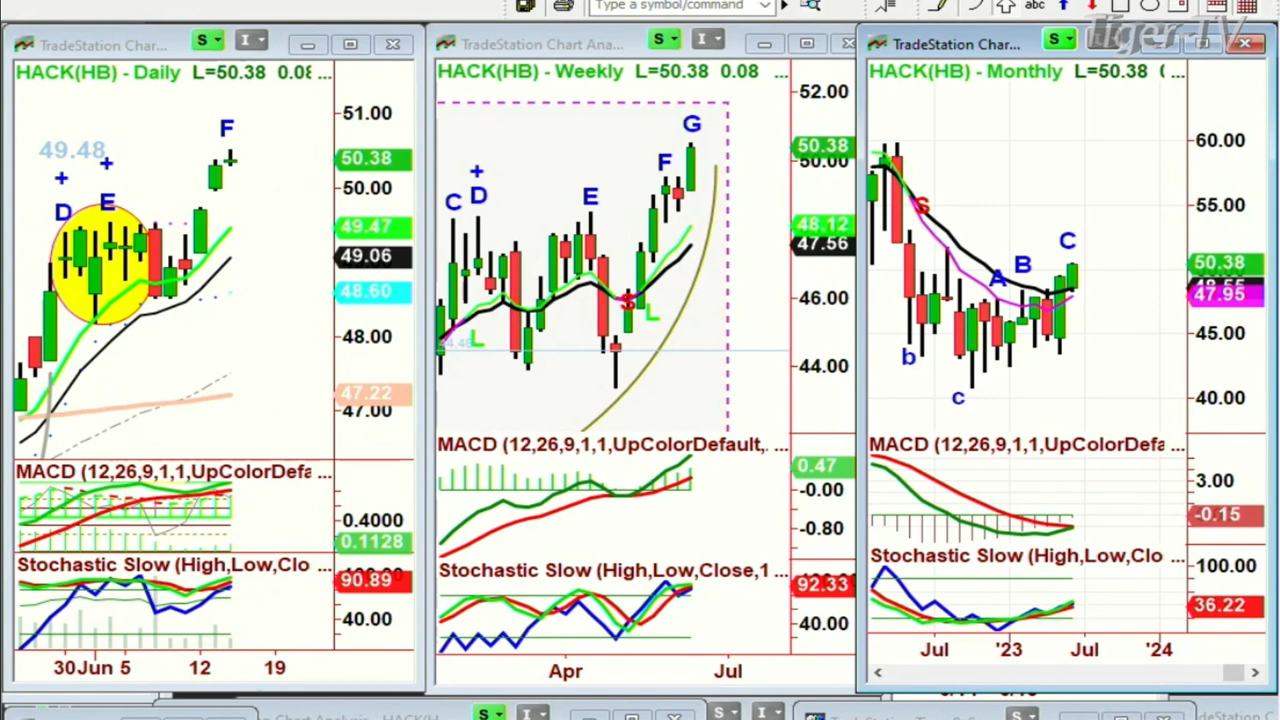 Type a symbol/command
abc
Tiger TV
TradeStation Char...
S
I
HACK(HB) - Daily L=50.38 0.08 ...
51.00
50.38
50.00
49.47
49.06
48.60
48.00
47.22
47.00
49.48
+
+
D
E
F
MACD (12,26,9,1,1,UpColorDefa ...
0.4000
0.1128
Stochastic Slow (High,Low,Clo ...
90.89
40.00
30 Jun 5 12 19
TradeStation Chart Ana...
S
I
HACK(HB) - Weekly L=50.38 0.08 ...
52.00
50.38
50.00
48.12
47.56
46.00
44.00
C
+
D
E
F
G
S
L
L
MACD (12,26,9,1,1,UpColorDefault, ...
0.47
-0.00
-0.80
Stochastic Slow (High,Low,Close,1 ...
92.33
40.00
Apr Jul
TradeStation Char...
S
HACK(HB) - Monthly L=50.38 ( ...
60.00
55.00
50.38
47.95
45.00
40.00
S
A
B
C
b
c
MACD (12,26,9,1,1,UpColorDefa ...
3.00
-0.15
Stochastic Slow (High,Low,Clo ...
100.00
36.22
Jul '23 Jul '24
S
I
S
I
S